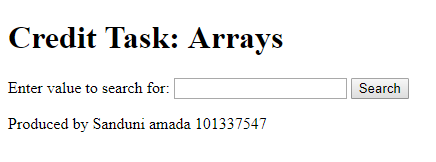 Credit Task: Arrays
Enter value to search for: Search
Produced by Sanduni amada 101337547